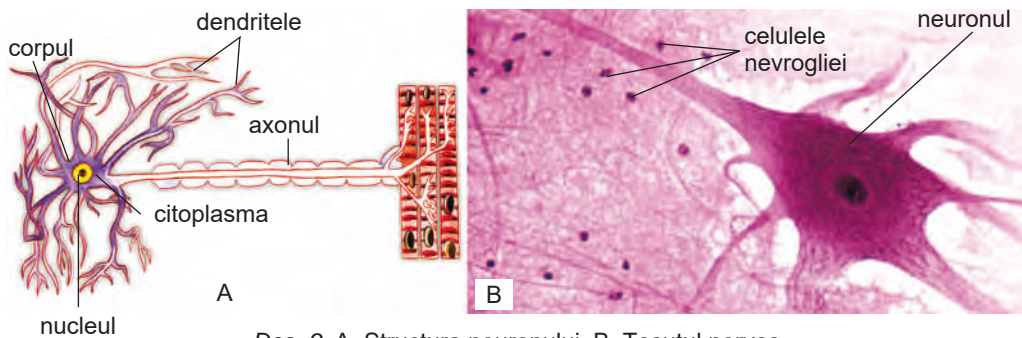 dendritele
corpul
axonul
citoplasma
A
nucleul
celulele
nevrogliei
neuronul
B